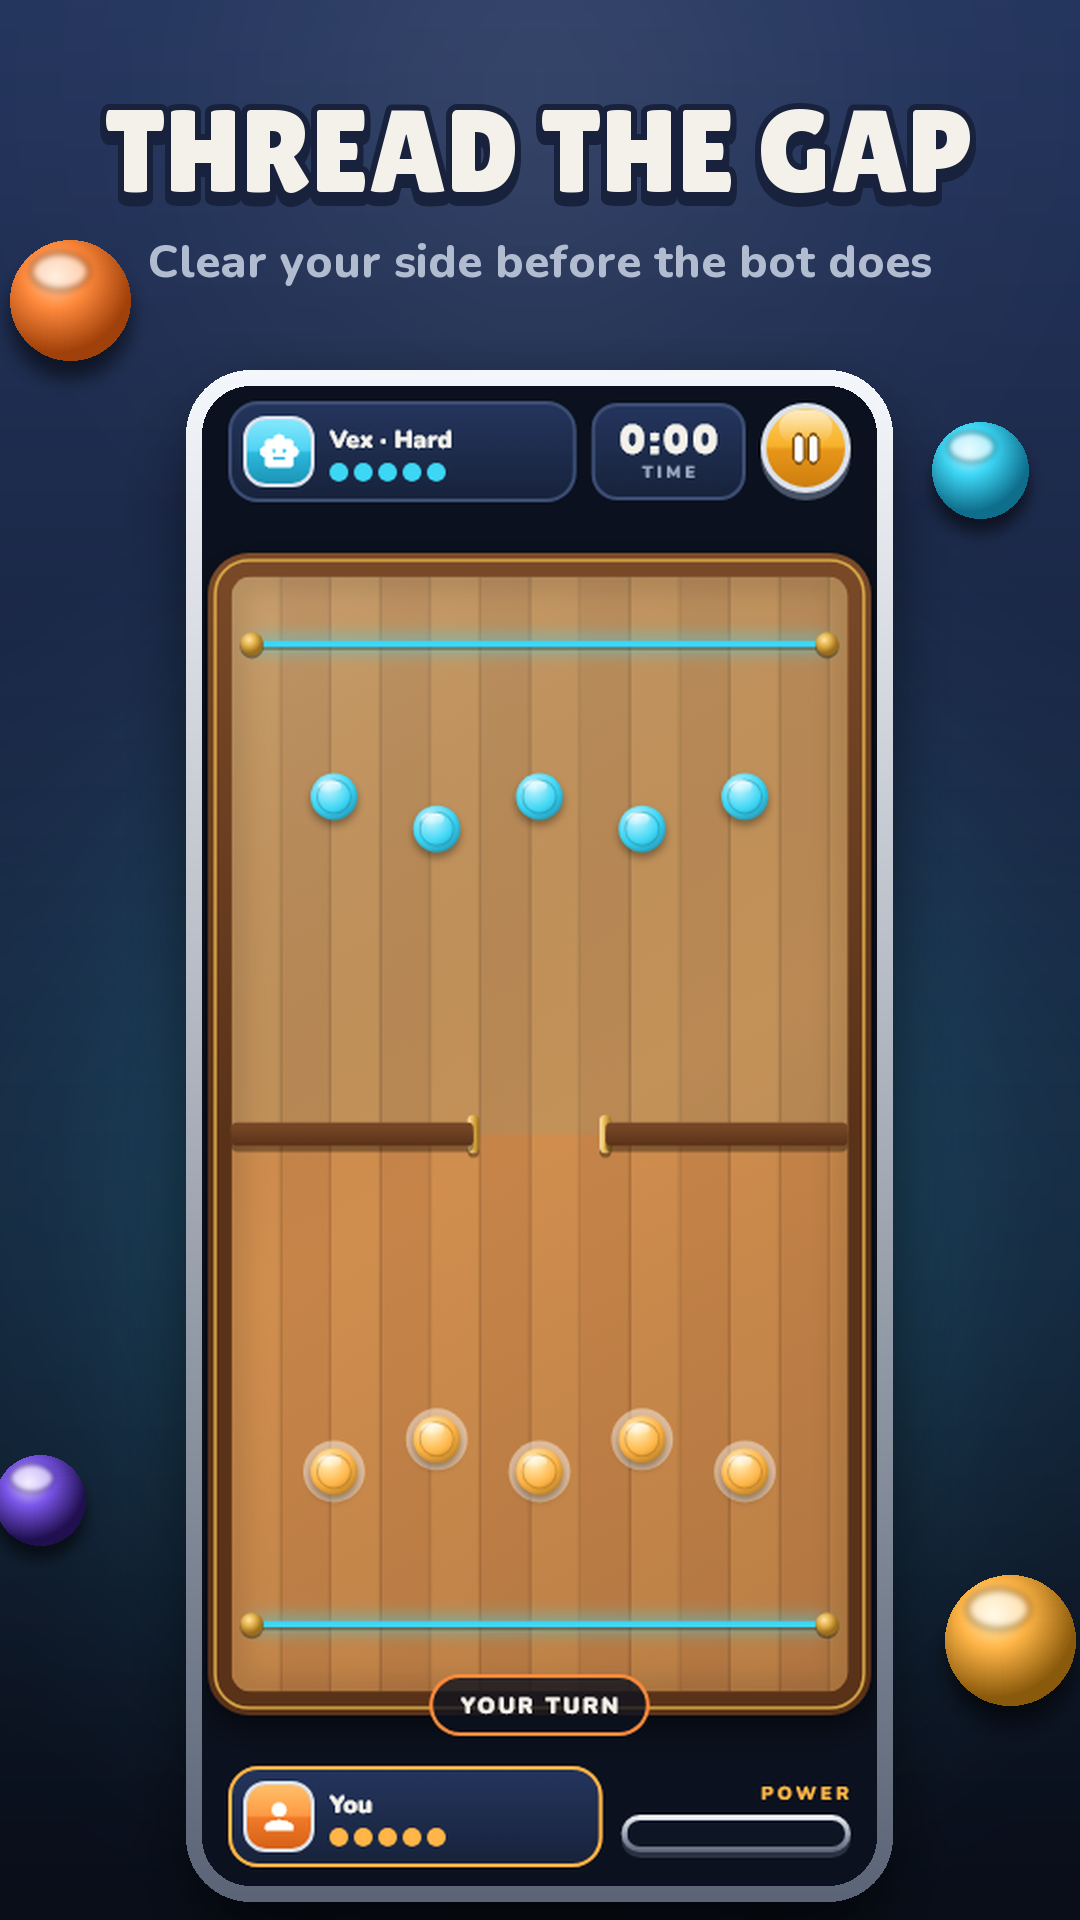 THREAD THE GAP
Clear your side before the bot does
Vex · Hard
0:00
TIME
YOUR TURN
You
POWER